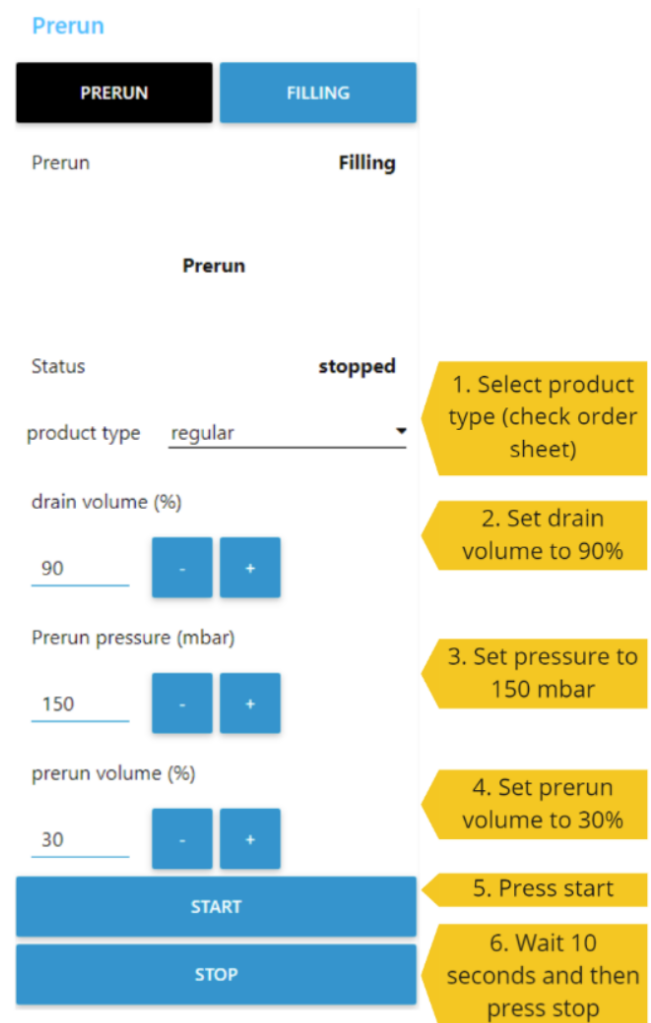 Prerun
PRERUN
FILLING
Prerun
Filling
Prerun
Status
stopped
product type
regular
1. Select product
type (check order
sheet)
drain volume (%)
90
-
+
2. Set drain
volume to 90%
Prerun pressure (mbar)
150
-
+
3. Set pressure to
150 mbar
prerun volume (%)
30
-
+
4. Set prerun
volume to 30%
START
5. Press start
STOP
6. Wait 10
seconds and then
press stop